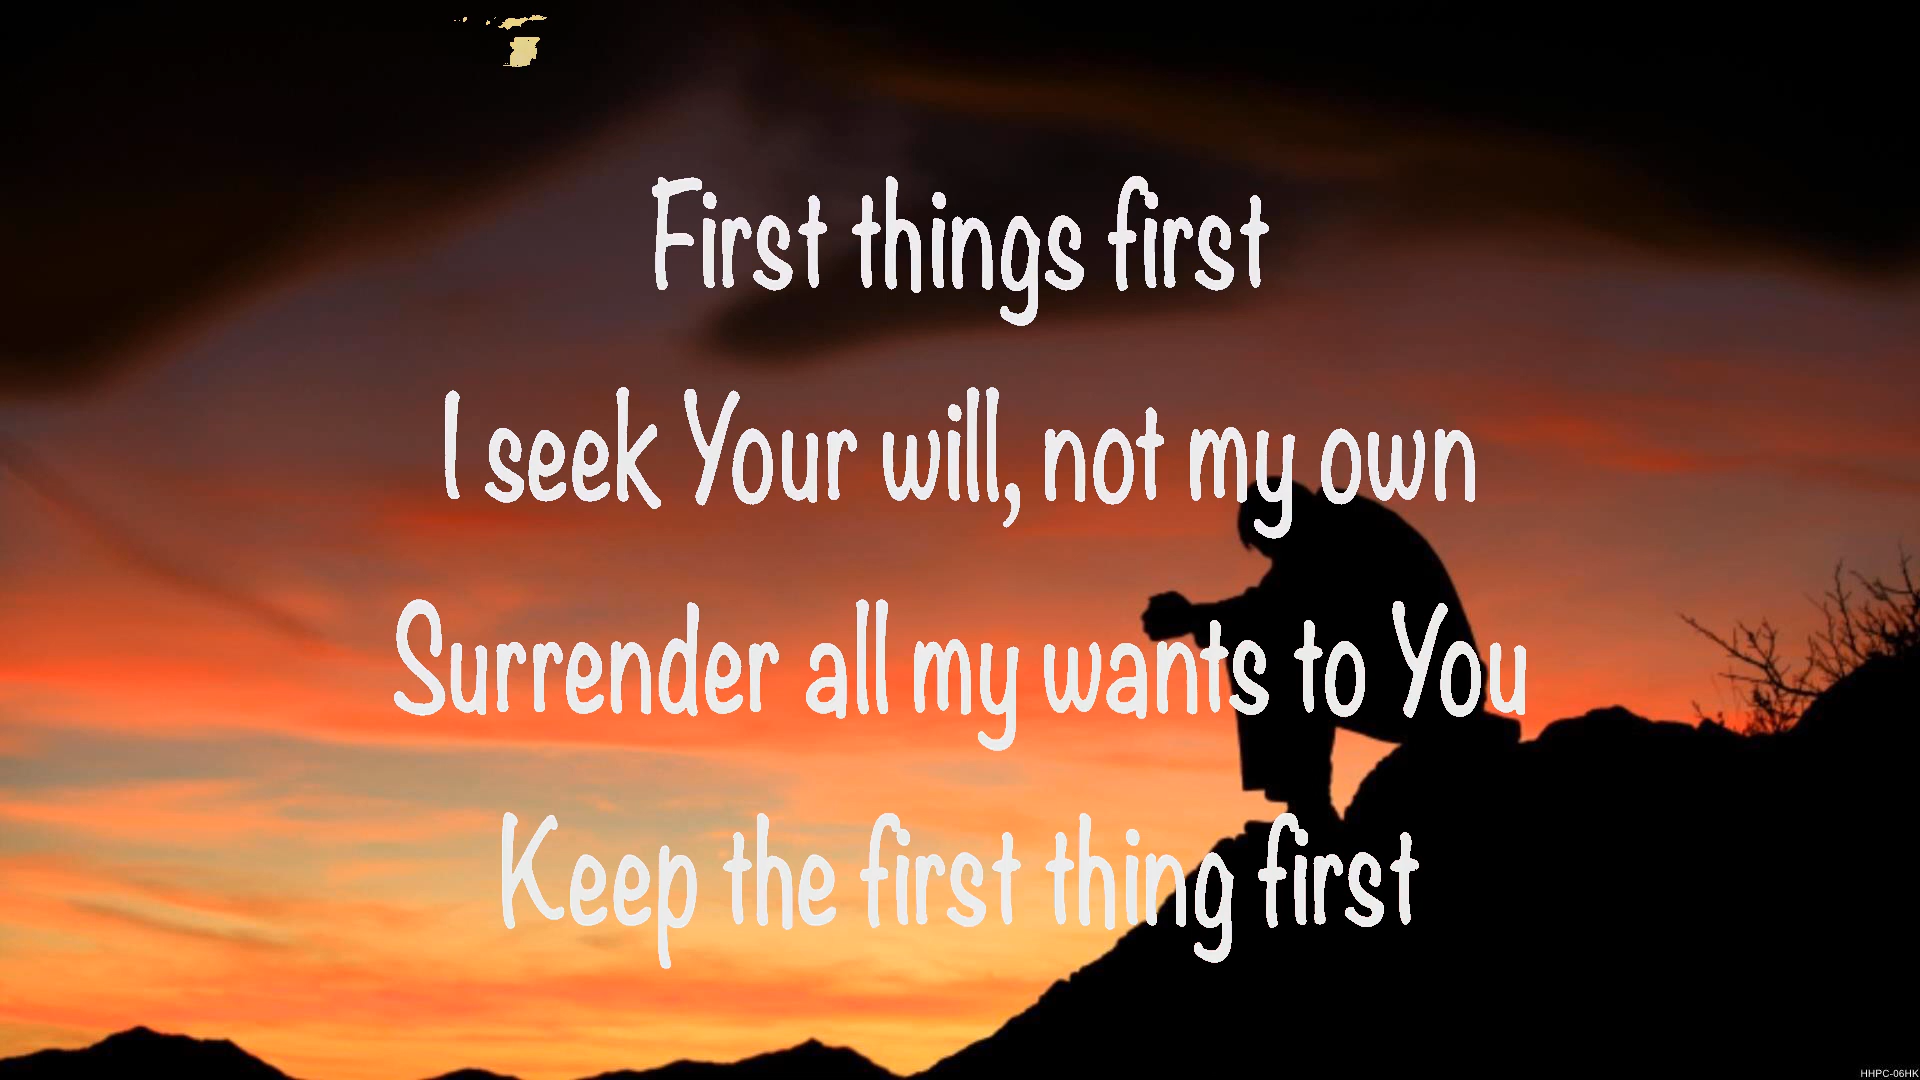 First things first
I seek Your will, not my own
Surrender all my wants to You
Keep the first thing first
HHPC-06HK